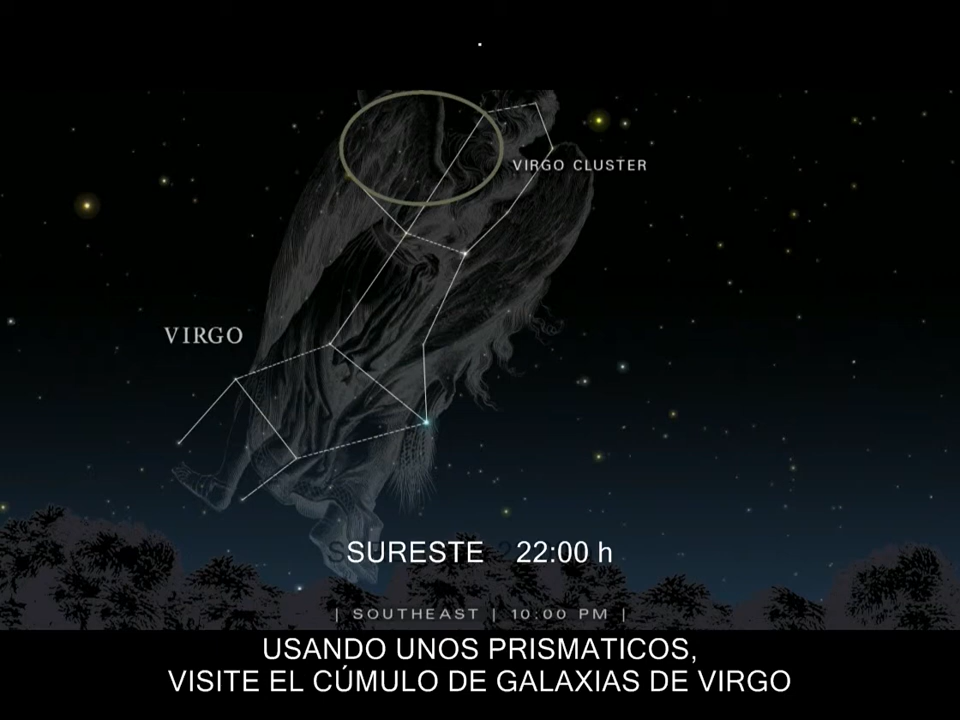 .
VIRGO CLUSTER
VIRGO
SURESTE 22:00 h
| SOUTHEAST | 10:00 PM |
USANDO UNOS PRISMATICOS,
VISITE EL CÚMULO DE GALAXIAS DE VIRGO